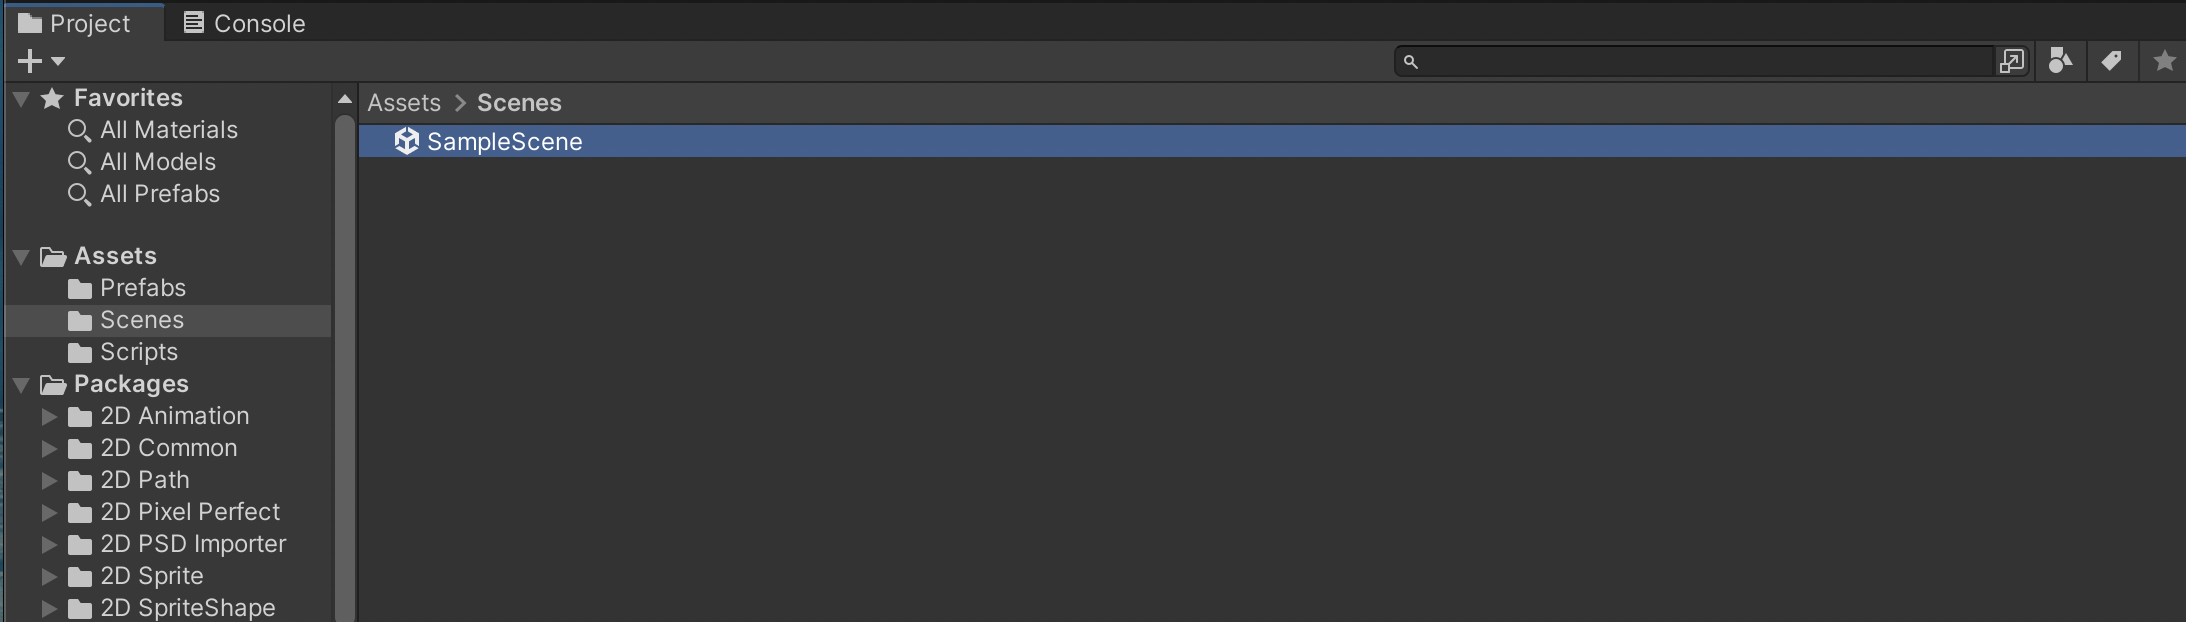 Project Console
Favorites
All Materials
All Models
All Prefabs
Assets
Prefabs
Scenes
Scripts
Packages
2D Animation
2D Common
2D Path
2D Pixel Perfect
2D PSD Importer
2D Sprite
2D SpriteShape
Assets > Scenes
SampleScene